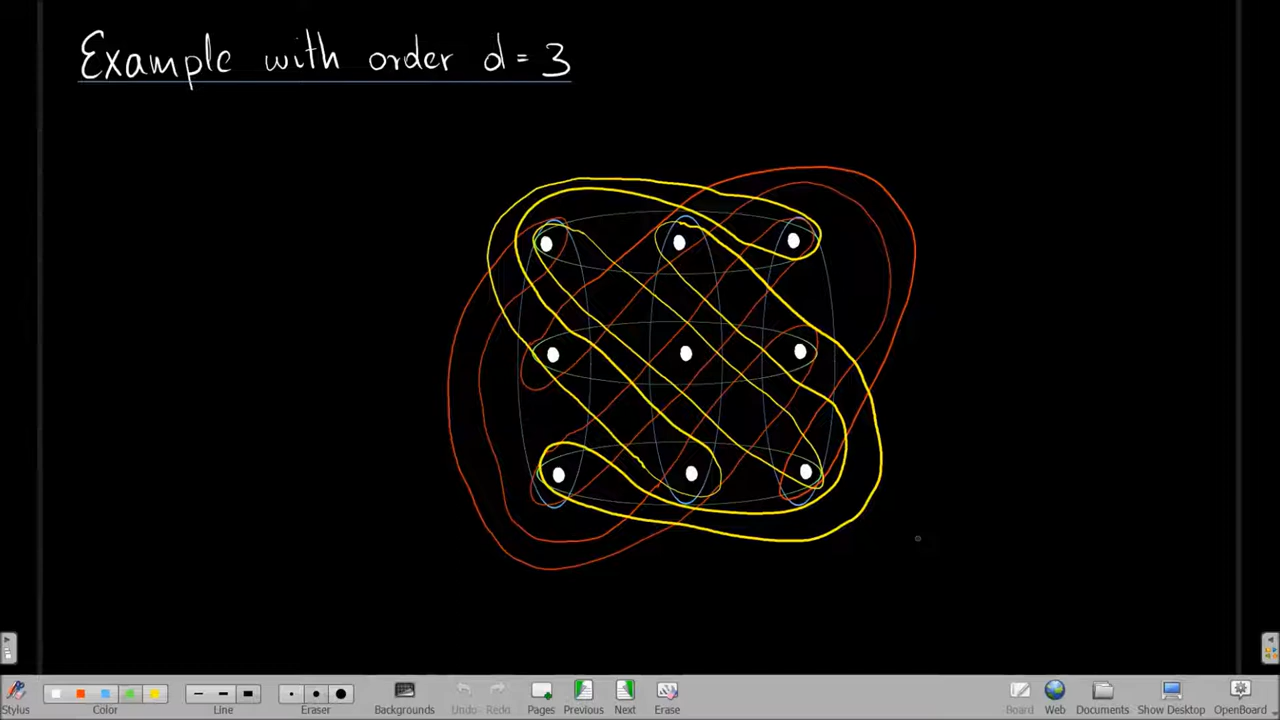 Example with order d = 3
Stylus
Color
Line
Eraser
Backgrounds
Undo
Redo
Pages
Previous
Next
Erase
Board
Web
Documents
Show Desktop
OpenBoard